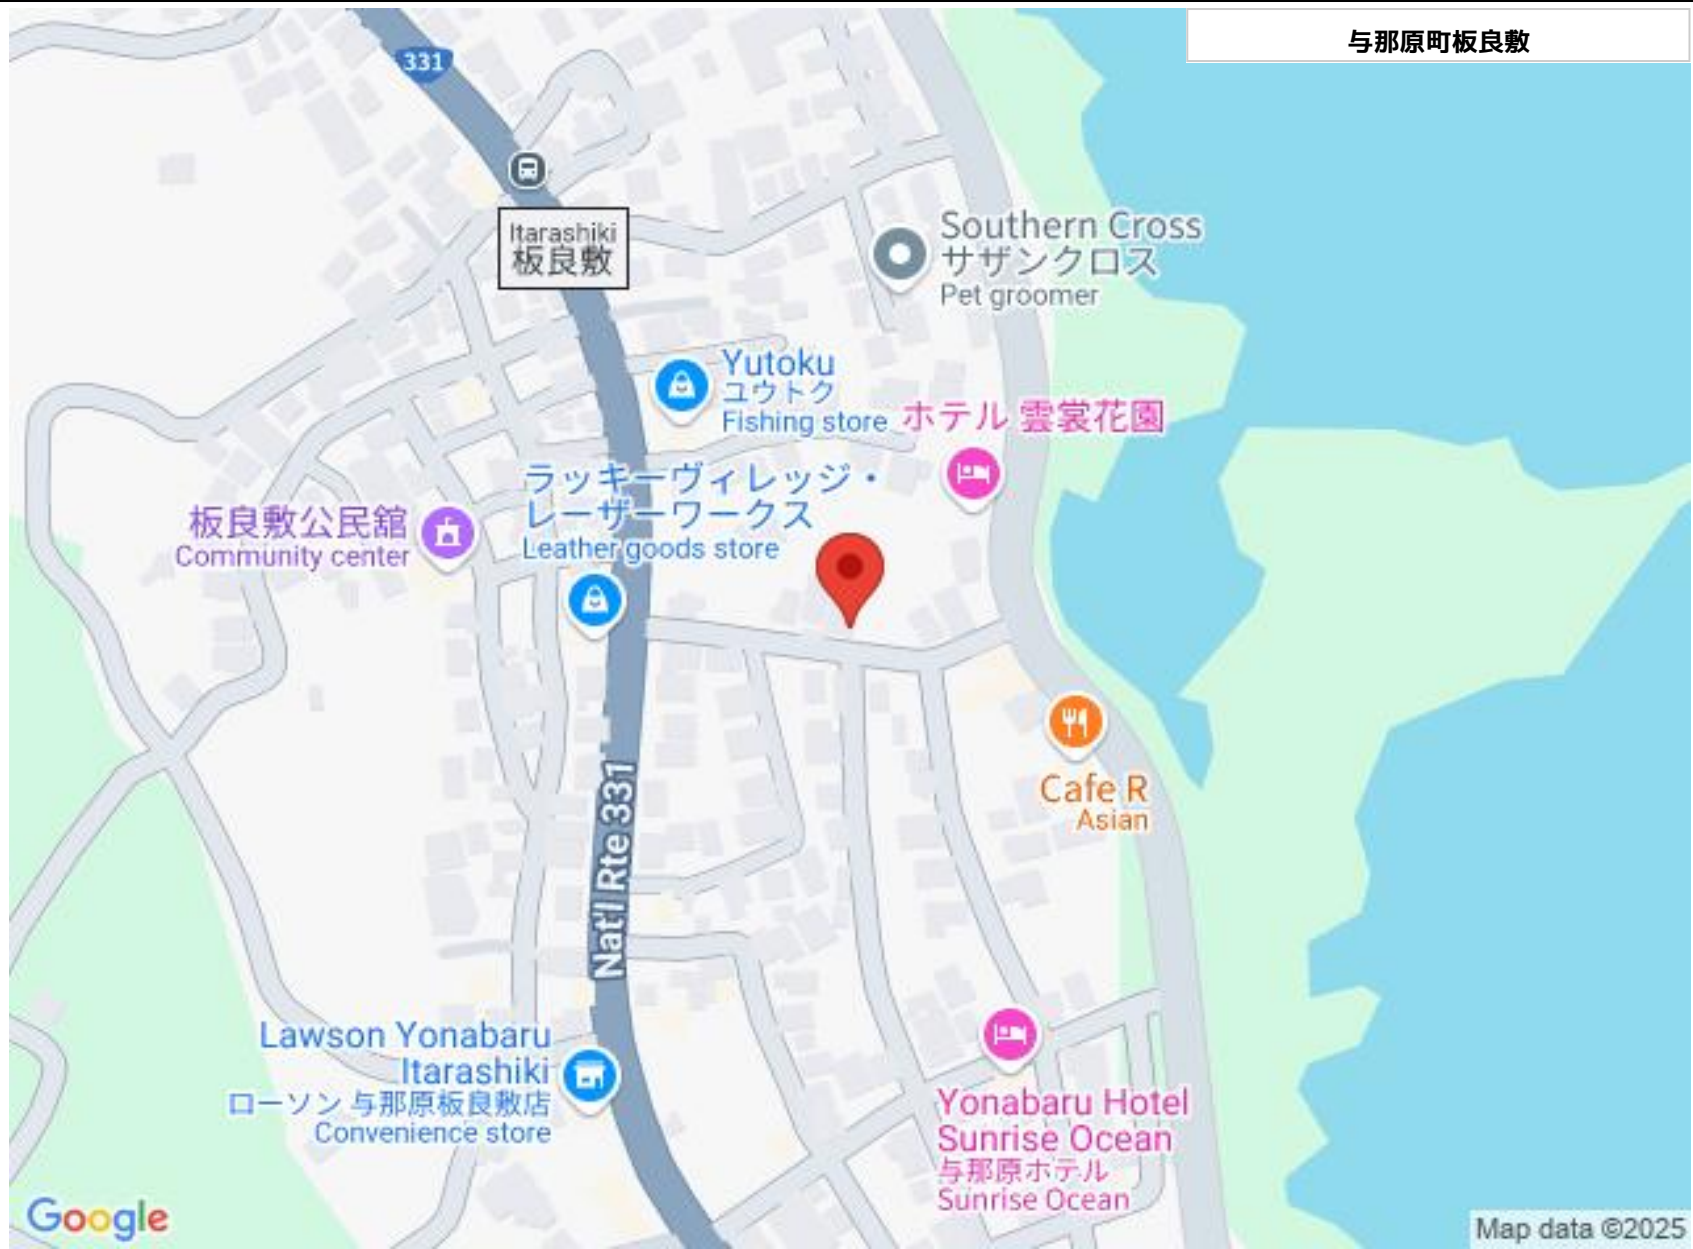 与那原町板良敷
331
Itarashiki
板良敷
Southern Cross
サザンクロス
Pet groomer
Yutoku
ユウトク
Fishing store
ホテル 雲裳花園
ラッキーヴィレッジ・
レーザーワークス
Leather goods store
板良敷公民舘
Community center
Cafe R
Asian
Nat'l Rte 331
Lawson Yonabaru
Itarashiki
ローソン 与那原板良敷店
Convenience store
Yonabaru Hotel
Sunrise Ocean
与那原ホテル
Sunrise Ocean
Google
Map data ©2025